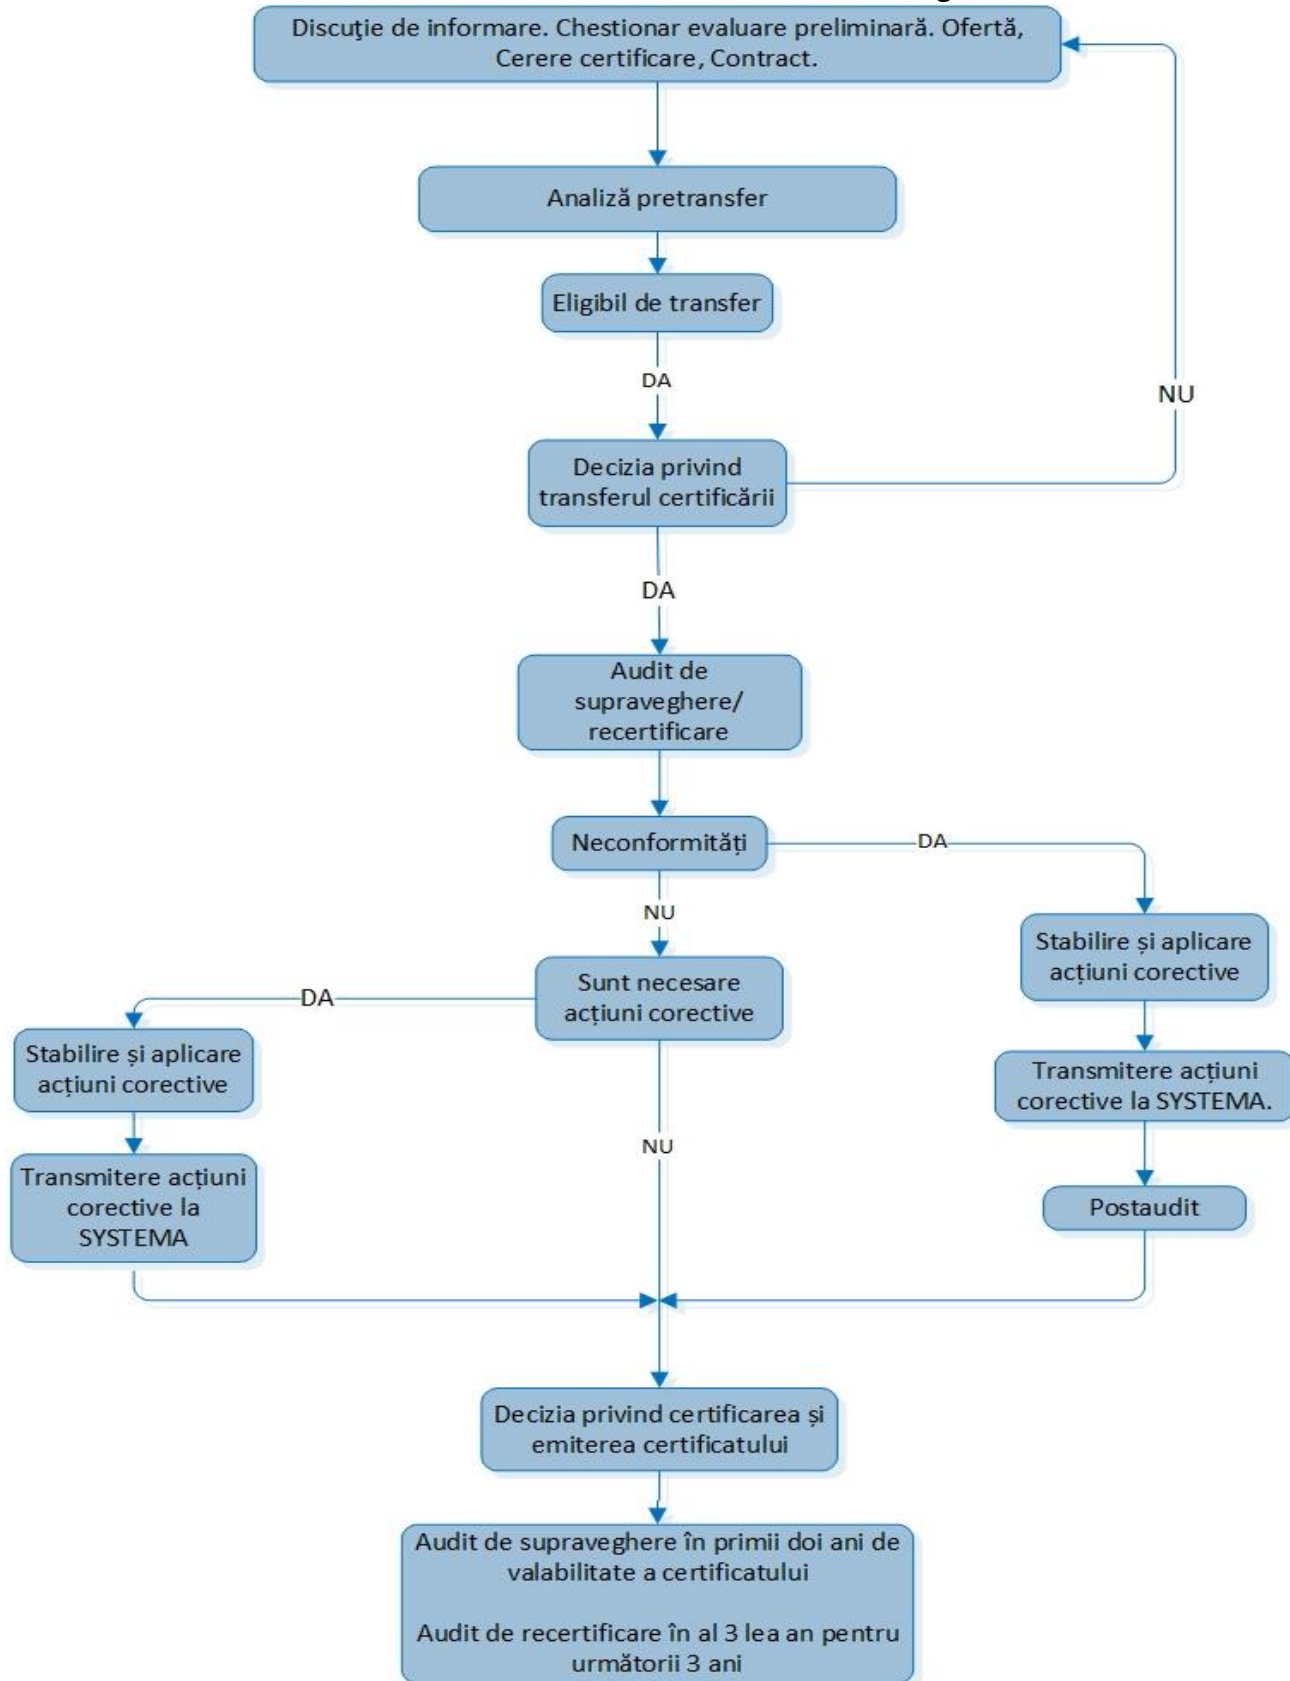 Discuţie de informare. Chestionar evaluare preliminară. Ofertă,
Cerere certificare, Contract.
Analiză pretransfer
Eligibil de transfer
DA
NU
Decizia privind
transferul certificării
DA
Audit de
supraveghere/
recertificare
Neconformități
DA
NU
Stabilire și aplicare
acțiuni corective
Sunt necesare
acțiuni corective
DA
Stabilire și aplicare
acțiuni corective
Transmitere acțiuni
corective la SYSTEMA.
NU
Transmitere acțiuni
corective la
SYSTEMA
Postaudit
Decizia privind certificarea și
emiterea certificatului
Audit de supraveghere în primii doi ani de
valabilitate a certificatului
Audit de recertificare în al 3 lea an pentru
următorii 3 ani